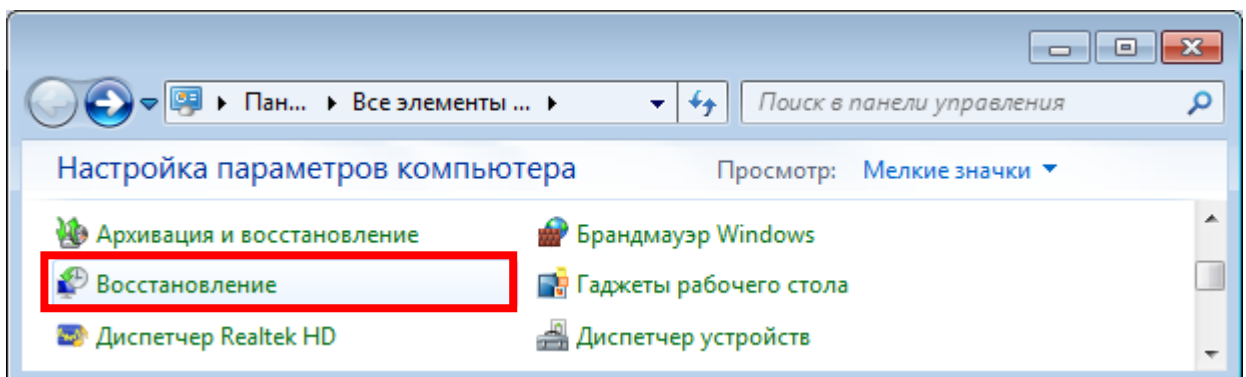 Пан... Все элементы ... Поиск в панели управления
Настройка параметров компьютера Просмотр: Мелкие значки
Архивация и восстановление Брандмауэр Windows
Восстановление Гаджеты рабочего стола
Диспетчер Realtek HD Диспетчер устройств